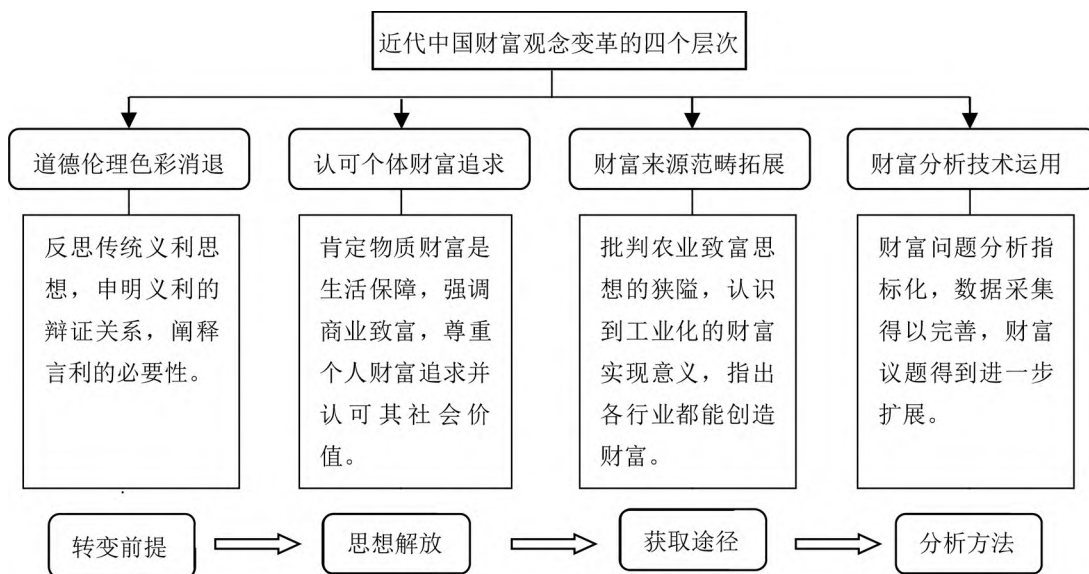 近代中国财富观念变革的四个层次
道德伦理色彩消退
认可个体财富追求
财富来源范畴拓展
财富分析技术运用
反思传统义利思
想，申明义利的
辩证关系，阐释
言利的必要性。
肯定物质财富是
生活保障，强调
商业致富，尊重
个人财富追求并
认可其社会价
值。
批判农业致富思
想的狭隘，认识
到工业化的财富
实现意义，指出
各行业都能创造
财富。
财富问题分析指
标化，数据采集
得以完善，财富
议题得到进一步
扩展。
转变前提
思想解放
获取途径
分析方法